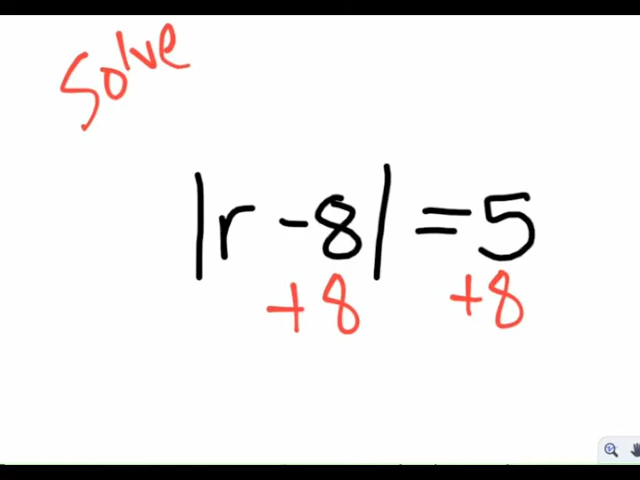 Solve
|r - 8| = 5
+8 +8